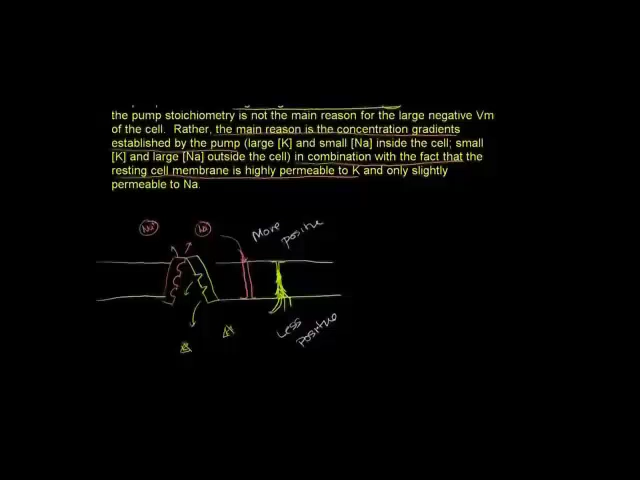 the pump stoichiometry is not the main reason for the large negative Vm
of the cell. Rather, the main reason is the concentration gradients
established by the pump (large [K] and small [Na] inside the cell; small
[K] and large [Na] outside the cell) in combination with the fact that the
resting cell membrane is highly permeable to K and only slightly
permeable to Na.
More
positive
Less
positive